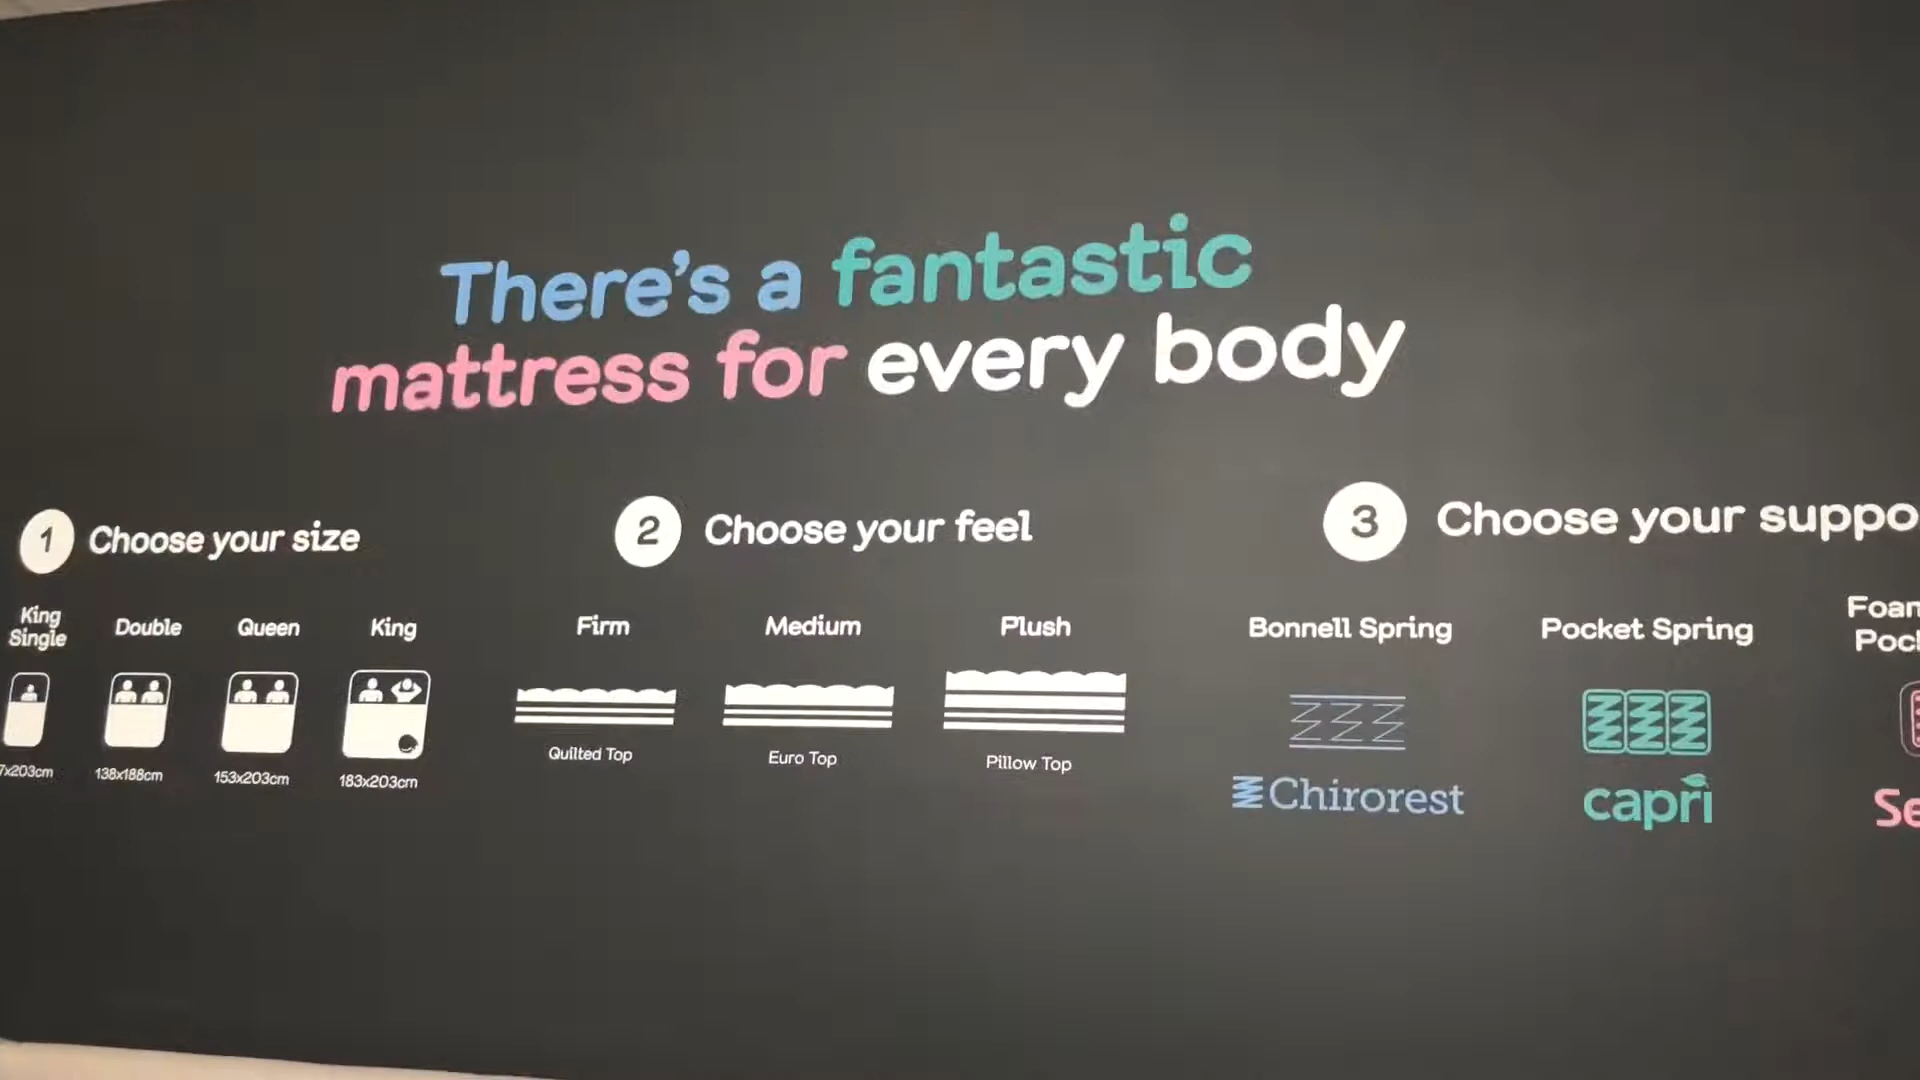 There's a fantastic
mattress for every body
1 Choose your size
King
Single
Double
Queen
King
138x188cm
153x203cm
183x203cm
2 Choose your feel
Firm
Medium
Plush
Quilted Top
Euro Top
Pillow Top
3 Choose your
Bonnell Spring
Pocket Spring
Chirorest
capri